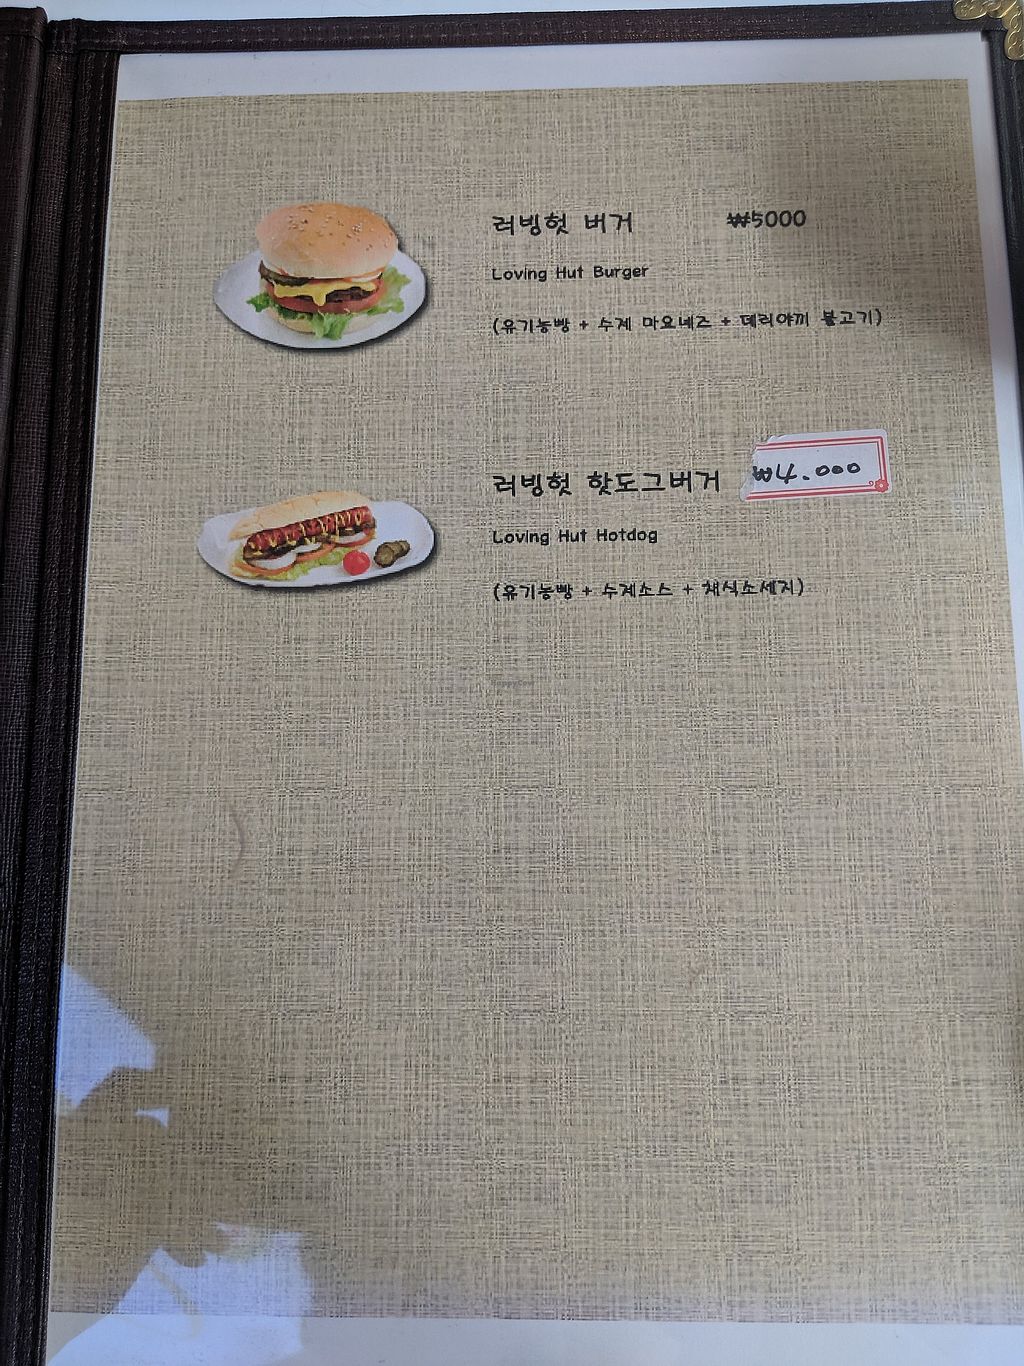 러빙헛 버거 ₩5000
Loving Hut Burger
(유기농빵 + 수제 마요네즈 + 데리야끼 불고기)
러빙헛 핫도그버거 ₩4.000
Loving Hut Hotdog
(유기농빵 + 수제소스 + 채식소세지)
HappyCow